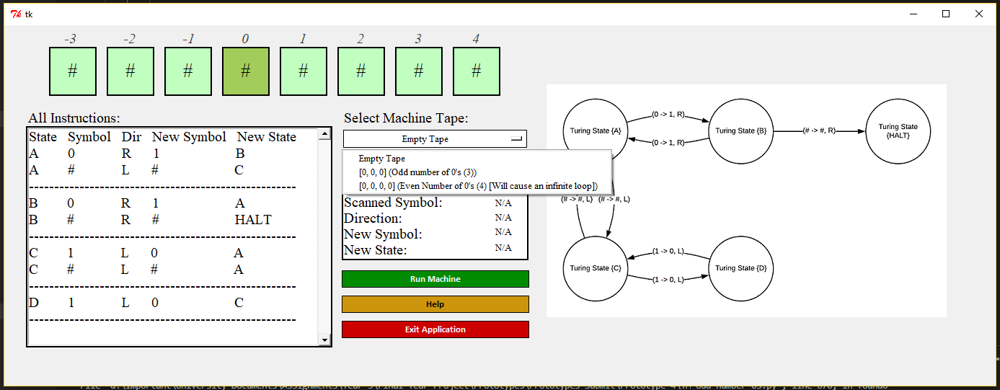 tk
-3 -2 -1 0 1 2 3 4
# # # # # # # #
All Instructions:
State Symbol Dir New Symbol New State
A 0 R 1 B
A # L # C
---------------------------------------------------------
B 0 R 1 A
B # R # HALT
---------------------------------------------------------
C 1 L 0 A
C # L # A
---------------------------------------------------------
D 1 L 0 C
---------------------------------------------------------
Select Machine Tape:
Empty Tape
Empty Tape
[0, 0, 0] (Odd number of 0's (3))
[0, 0, 0, 0] (Even Number of 0's (4) [Will cause an infinite loop])
Scanned Symbol: N/A
Direction: N/A
New Symbol: N/A
New State: N/A
Run Machine
Help
Exit Application
(0 -> 1, R)
Turing State {A} Turing State {B} (# -> #, R) Turing State
{HALT}
(0 -> 1, R)
(# -> #, L) (# -> #, L)
(1 -> 0, L)
Turing State {C} Turing State {D}
(1 -> 0, L)